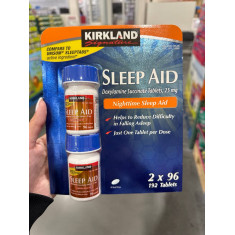 KIRKLAND
Signature
COMPARE TO
UNISOM® SLEEPTABS®
active ingredient
SLEEP AID
Doxylamine Succinate Tablets, 25 mg
Nighttime Sleep Aid
Helps to Reduce Difficulty
in Falling Asleep
Just One Tablet per Dose
2 x 96
192 Tablets
KIRKLAND
SLEEP AID
KIRKLAND
SLEEP AID